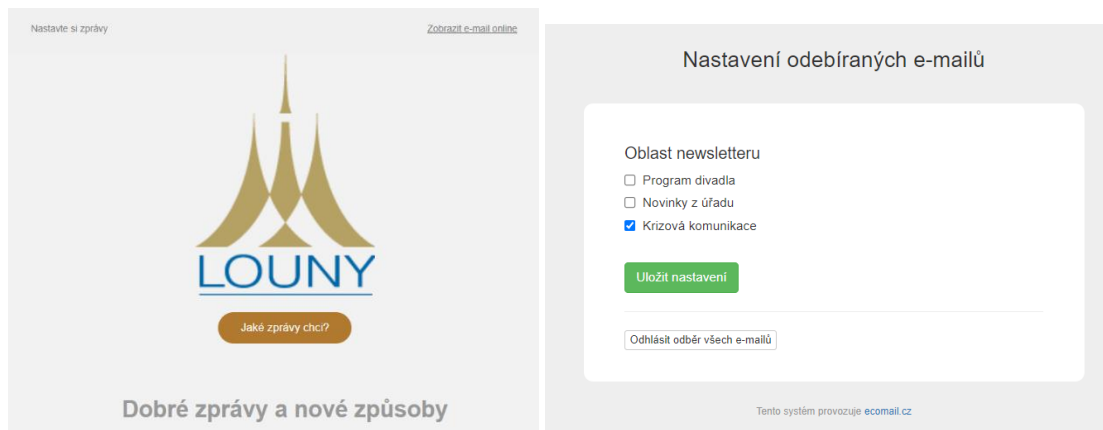 Nastavte si zprávy
Zobrazit e-mail online
LOUNY
Jaké zprávy chci?
Dobré zprávy a nové způsoby
Nastavení odebíraných e-mailů
Oblast newsletteru
Program divadla
Novinky z úřadu
Krizová komunikace
Uložit nastavení
Odhlásit odběr všech e-mailů
Tento systém provozuje ecomail.cz